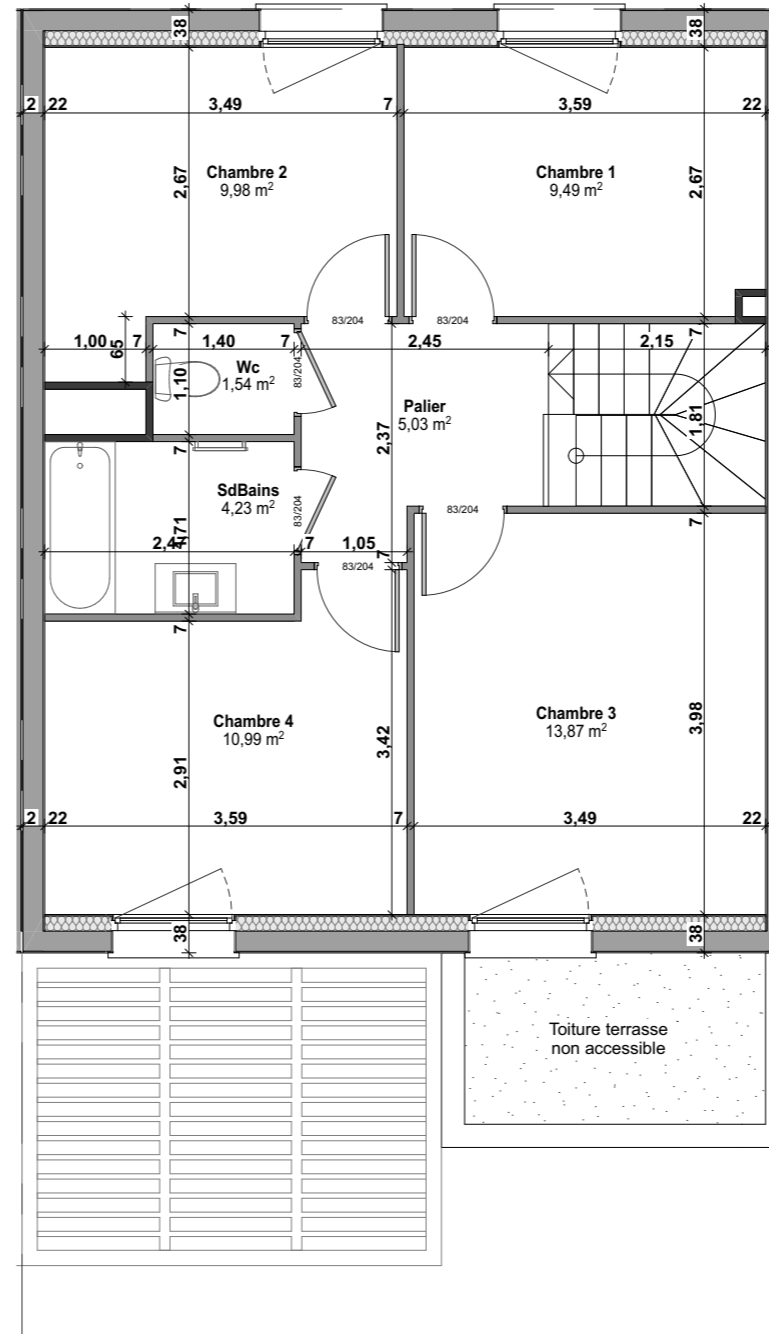 38
38
2
22
3,49
7
3,59
22
Chambre 2
9,98 m²
Chambre 1
9,49 m²
2,67
2,67
83/204
83/204
1,00
7
65
7
1,40
7
2,45
2,15
7
Wc
1,54 m²
1,10
83/204
Palier
5,03 m²
1,81
2,37
7
SdBains
4,23 m²
1,71
83/204
83/204
2,47
7
1,05
7
83/204
7
7
Chambre 4
10,99 m²
Chambre 3
13,87 m²
2,91
3,42
3,98
2
22
3,59
7
3,49
22
38
38
Toiture terrasse
non accessible